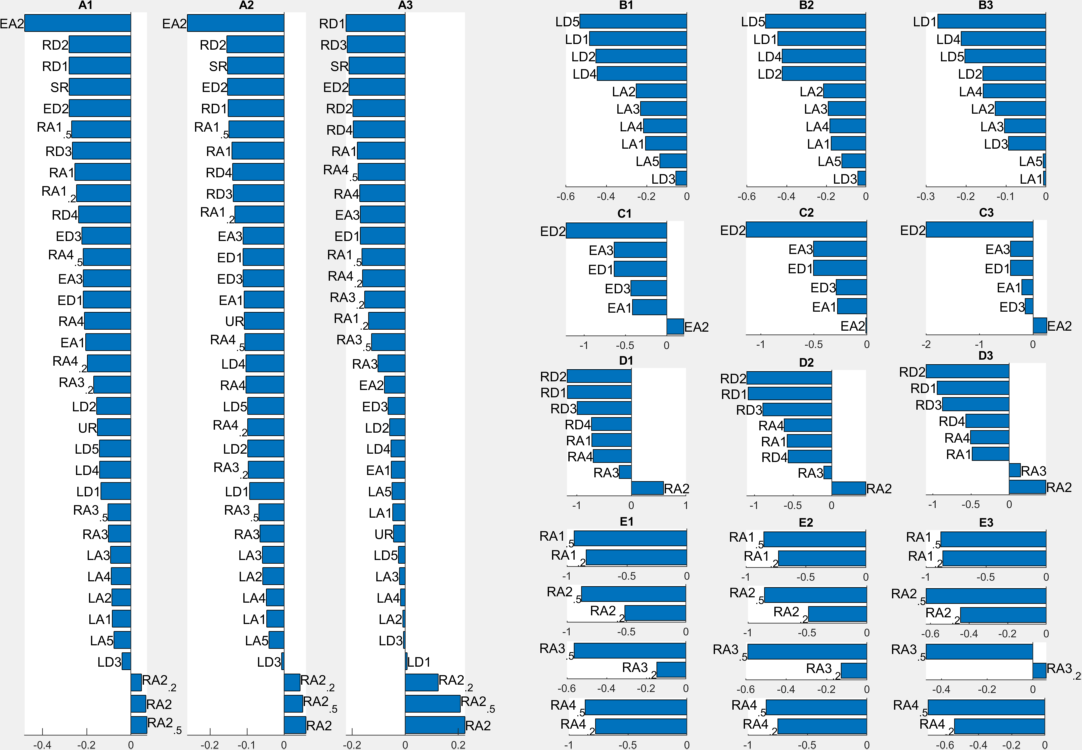 A1
EA2
RD2
RD1
SR
ED2
RA1.5
RD3
RA1
RA1.2
RD4
ED3
RA4.5
EA3
ED1
RA4
EA1
RA4.2
RA3.2
LD2
UR
LD5
LD4
LD1
RA3.5
RA3
LA3
LA4
LA2
LA1
LA5
LD3
RA2.2
RA2
RA2.5
-0.4 -0.2 0
A2
EA2
RD2
SR
ED2
RD1
RA1.5
RA1
RD4
RD3
RA1.2
EA3
ED1
ED3
EA1
UR
RA4.5
LD4
RA4
LD5
RA4.2
LD2
RA3.2
LD1
RA3.5
RA3
LA3
LA2
LA4
LA1
LA5
LD3
RA2.2
RA2.5
RA2
-0.2 -0.1 0
A3
RD1
RD3
SR
ED2
RD2
RD4
RA1
RA4.5
RA4
EA3
ED1
RA1.5
RA4.2
RA3.2
RA1.2
RA3.5
RA3
EA2
ED3
LD2
LD4
EA1
LA5
LA1
UR
LD5
LA3
LA4
LA2
LD3
LD1
RA2.2
RA2.5
RA2
-0.2 0 0.2
B1
LD5
LD1
LD2
LD4
LA2
LA3
LA4
LA1
LA5
LD3
-0.6 -0.4 -0.2 0
B2
LD5
LD1
LD4
LD2
LA2
LA3
LA4
LA1
LA5
LD3
-0.6 -0.4 -0.2 0
B3
LD1
LD4
LD5
LD2
LA4
LA2
LA3
LD3
LA5
LA1
-0.3 -0.2 -0.1 0
C1
ED2
EA3
ED1
ED3
EA1
EA2
-1 -0.5 0
C2
ED2
EA3
ED1
ED3
EA1
EA2
-1 -0.5 0
C3
ED2
EA3
ED1
EA1
ED3
EA2
-2 -1 0
D1
RD2
RD1
RD3
RD4
RA1
RA4
RA3
RA2
-1 0 1
D2
RD2
RD1
RD3
RA4
RA1
RD4
RA3
RA2
-1 -0.5 0
D3
RD2
RD1
RD3
RD4
RA4
RA1
RA3
RA2
-1 -0.5 0
E1
RA1.5
RA1.2
-1 -0.5 0
RA2.5
RA2.2
-1 -0.5 0
RA3.5
RA3.2
-0.6 -0.4 -0.2 0
RA4.5
RA4.2
-1 -0.5 0
E2
RA1.5
RA1.2
-1 -0.5 0
RA2.5
RA2.2
-1 -0.5 0
RA3.5
RA3.2
-0.6 -0.4 -0.2 0
RA4.5
RA4.2
-1 -0.5 0
E3
RA1.5
RA1.2
-1 -0.5 0
RA2.5
RA2.2
-0.6 -0.4 -0.2 0
RA3.5
RA3.2
-0.4 -0.2 0
RA4.5
RA4.2
-0.6 -0.4 -0.2 0